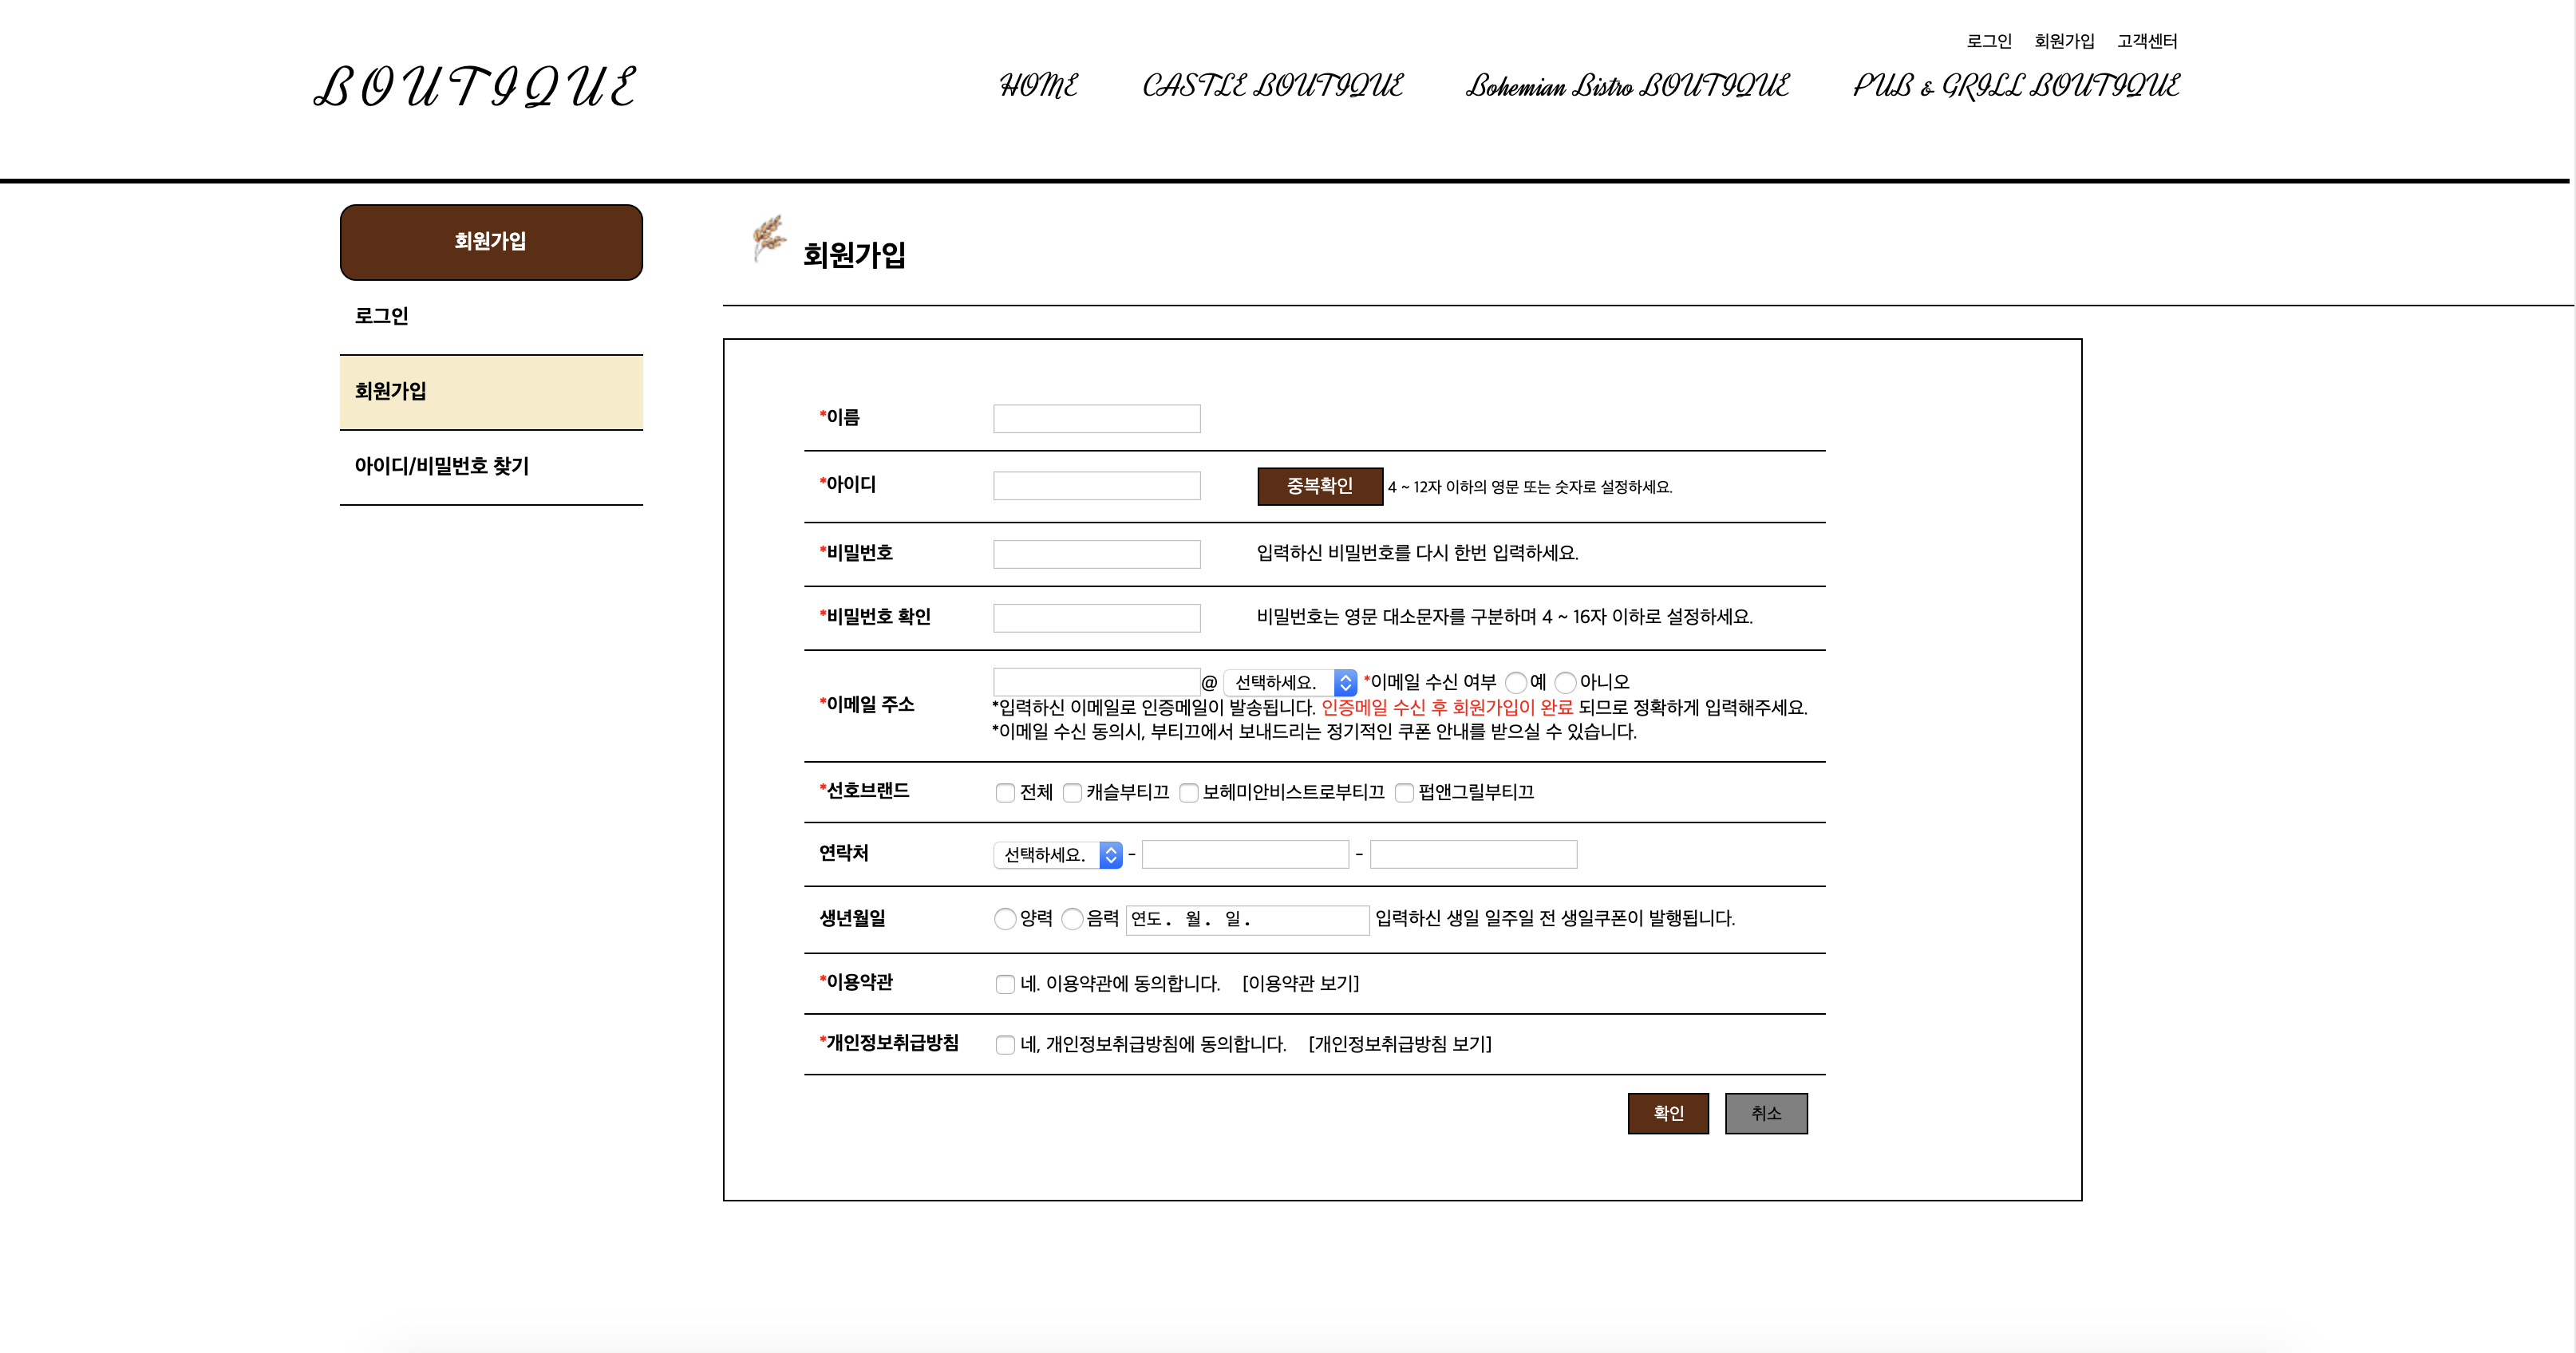 로그인 회원가입 고객센터
BOUTIQUE
HOME CASTLE BOUTIQUE Bohemian Bistro BOUTIQUE PUB & GRILL BOUTIQUE
회원가입
로그인
회원가입
아이디/비밀번호 찾기
회원가입
*이름
*아이디 중복확인 4 ~ 12자 이하의 영문 또는 숫자로 설정하세요.
*비밀번호 입력하신 비밀번호를 다시 한번 입력하세요.
*비밀번호 확인 비밀번호는 영문 대소문자를 구분하며 4 ~ 16자 이하로 설정하세요.
*이메일 주소 @ 선택하세요. *이메일 수신 여부 예 아니오
*입력하신 이메일로 인증메일이 발송됩니다. 인증메일 수신 후 회원가입이 완료 되므로 정확하게 입력해주세요.
*이메일 수신 동의시, 부티끄에서 보내드리는 정기적인 쿠폰 안내를 받으실 수 있습니다.
*선호브랜드 전체 캐슬부티끄 보헤미안비스트로부티끄 펍앤그릴부티끄
연락처 선택하세요. - -
생년월일 양력 음력 연도. 월. 일. 입력하신 생일 일주일 전 생일쿠폰이 발행됩니다.
*이용약관 네. 이용약관에 동의합니다. [이용약관 보기]
*개인정보취급방침 네, 개인정보취급방침에 동의합니다. [개인정보취급방침 보기]
확인 취소